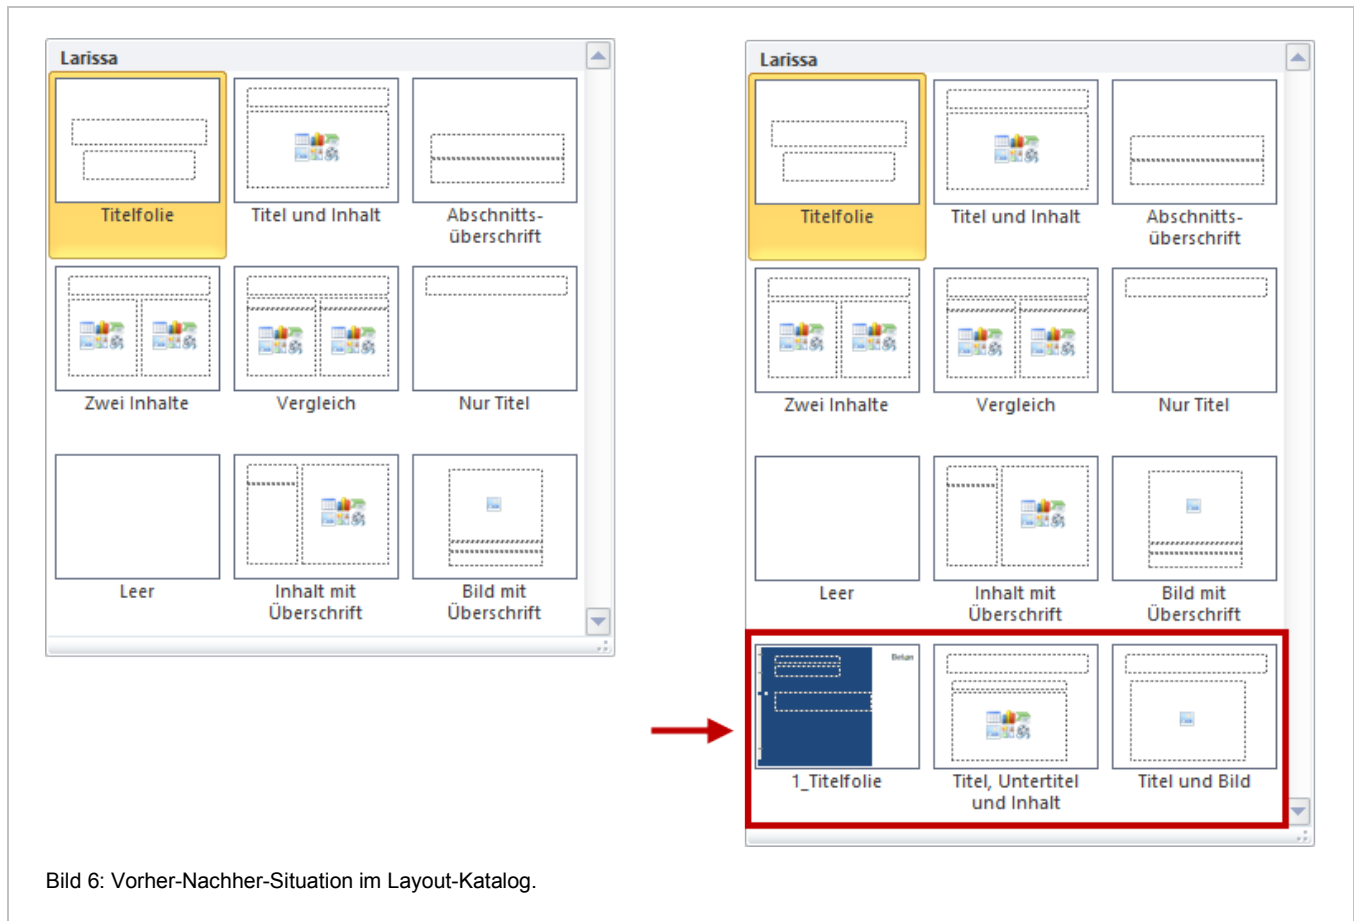 Larissa
Titelfolie
Titel und Inhalt
Abschnitts-
überschrift
Zwei Inhalte
Vergleich
Nur Titel
Leer
Inhalt mit
Überschrift
Bild mit
Überschrift
Larissa
Titelfolie
Titel und Inhalt
Abschnitts-
überschrift
Zwei Inhalte
Vergleich
Nur Titel
Leer
Inhalt mit
Überschrift
Bild mit
Überschrift
1_Titelfolie
Titel, Untertitel
und Inhalt
Titel und Bild
Bild 6: Vorher-Nachher-Situation im Layout-Katalog.